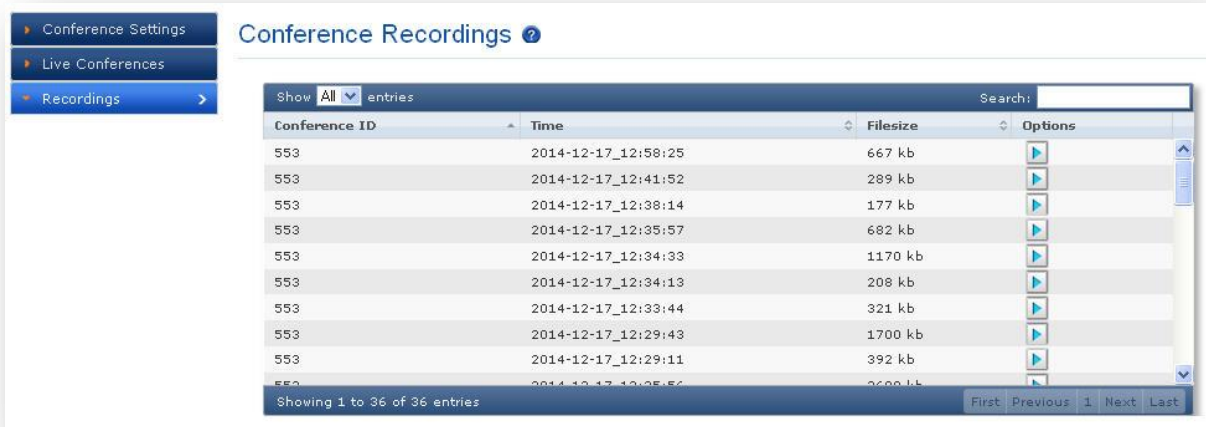 Conference Settings
Live Conferences
Recordings
Conference Recordings ?
Show All entries Search:
Conference ID Time Filesize Options
553 2014-12-17_12:58:25 667 kb
553 2014-12-17_12:41:52 289 kb
553 2014-12-17_12:38:14 177 kb
553 2014-12-17_12:35:57 682 kb
553 2014-12-17_12:34:33 1170 kb
553 2014-12-17_12:34:13 208 kb
553 2014-12-17_12:33:44 321 kb
553 2014-12-17_12:29:43 1700 kb
553 2014-12-17_12:29:11 392 kb
Showing 1 to 36 of 36 entries First Previous 1 Next Last